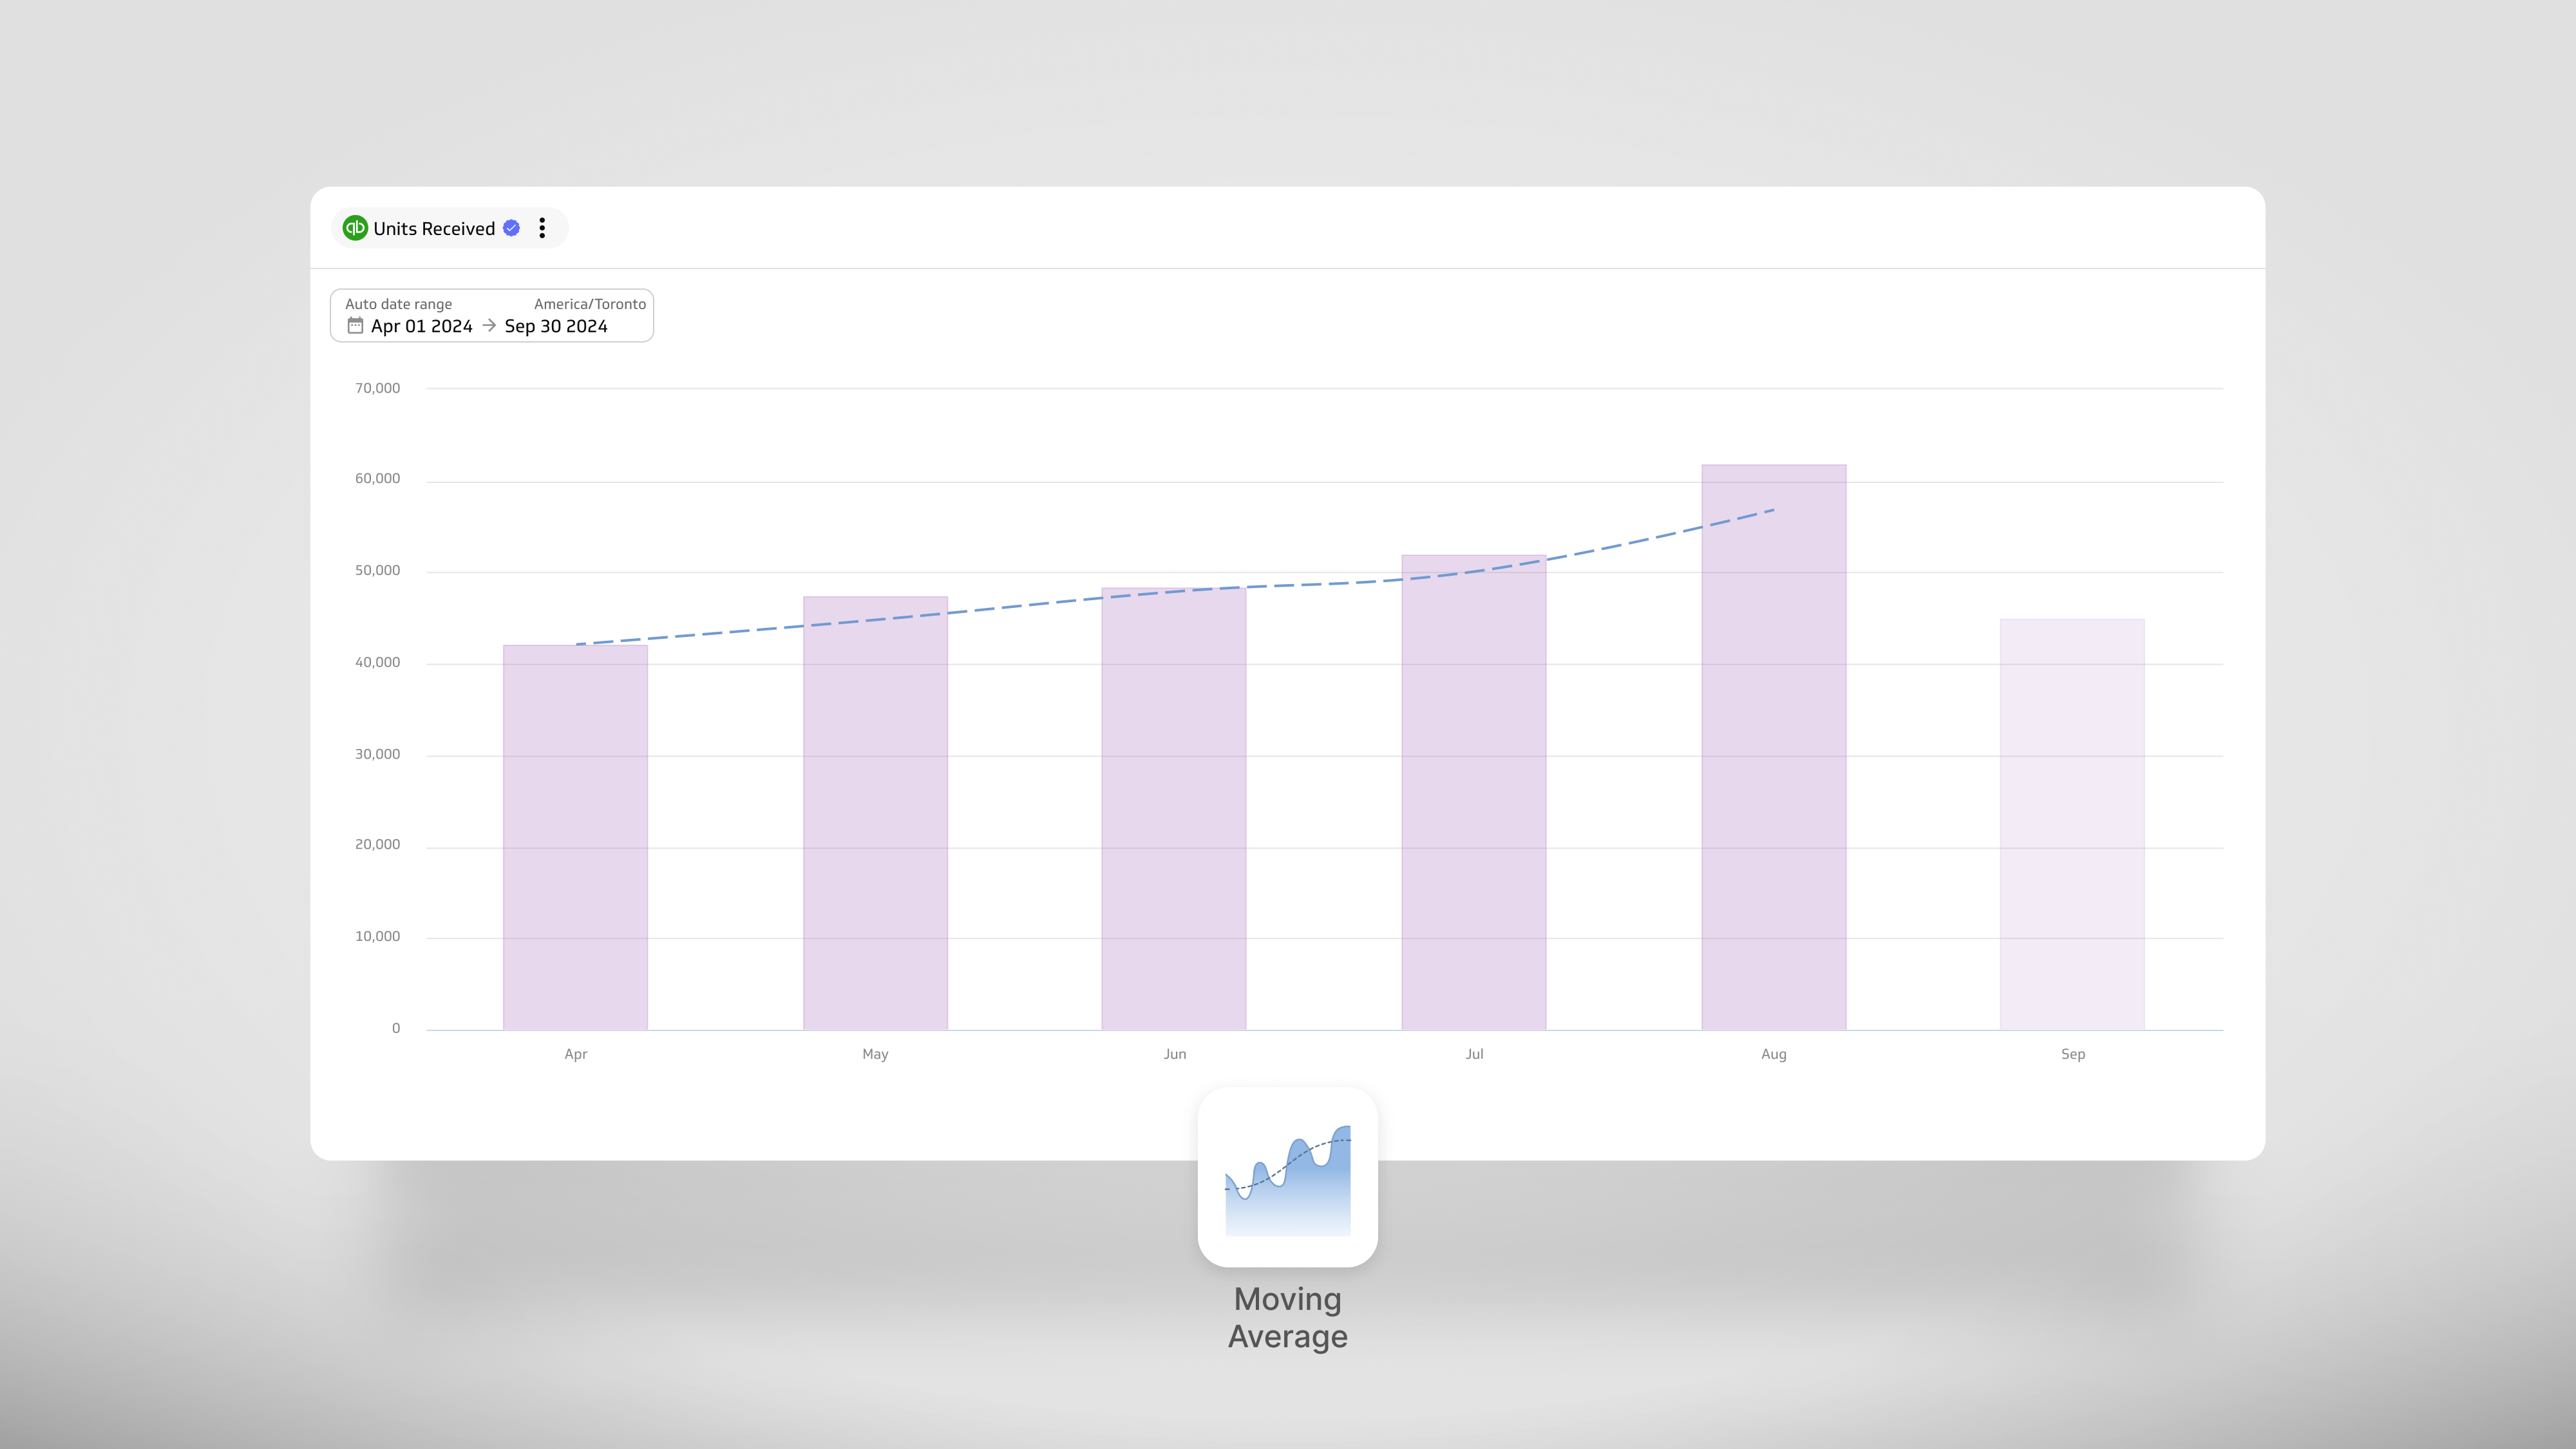 qb Units Received
Auto date range America/Toronto
Apr 01 2024 → Sep 30 2024
70,000
60,000
50,000
40,000
30,000
20,000
10,000
0
Apr May Jun Jul Aug Sep
Moving
Average